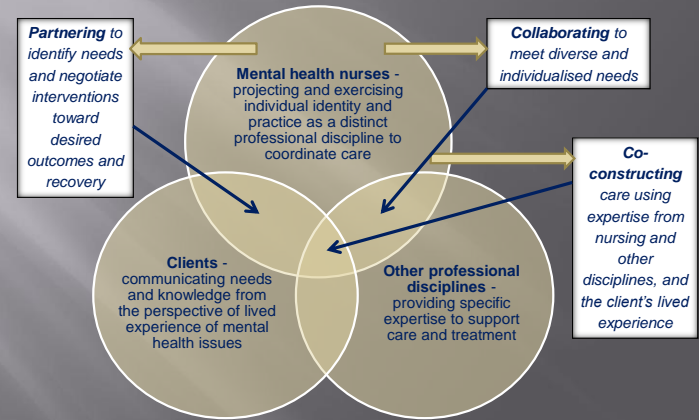 Partnering to
identify needs
and negotiate
interventions
toward
desired
outcomes and
recovery
Mental health nurses -
projecting and exercising
individual identity and
practice as a distinct
professional discipline to
coordinate care
Collaborating to
meet diverse and
individualised needs
Co-
constructing
care using
expertise from
nursing and
other
disciplines, and
the client's lived
experience
Clients -
communicating needs
and knowledge from
the perspective of lived
experience of mental
health issues
Other professional
disciplines -
providing specific
expertise to support
care and treatment